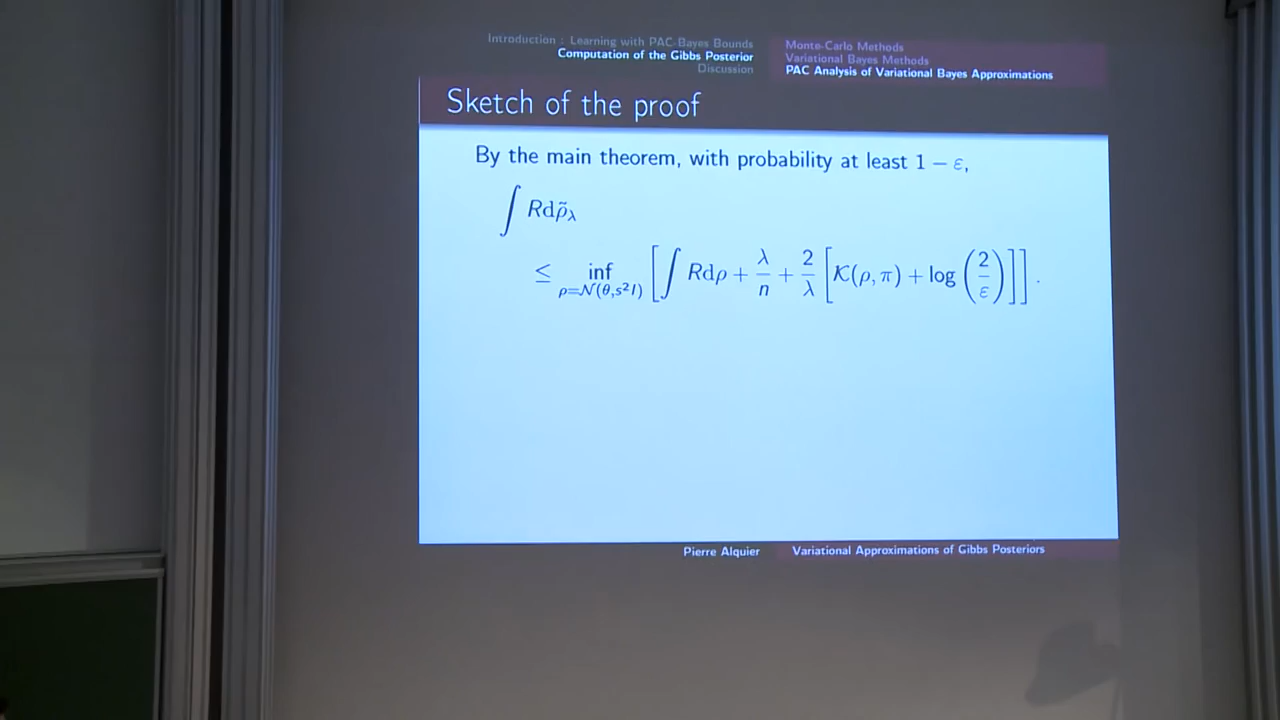 Introduction : Learning with PAC-Bayes Bounds
Computation of the Gibbs Posterior
Discussion
Monte-Carlo Methods
Variational Bayes Methods
PAC Analysis of Variational Bayes Approximations
Sketch of the proof
By the main theorem, with probability at least 1 − ε,
∫ Rdρ̃_λ
≤ inf_{ρ=𝒩(θ,s²I)} [ ∫ Rdρ + λ/n + 2/λ [ 𝒦(ρ, π) + log (2/ε) ] ] .
Pierre Alquier Variational Approximations of Gibbs Posteriors